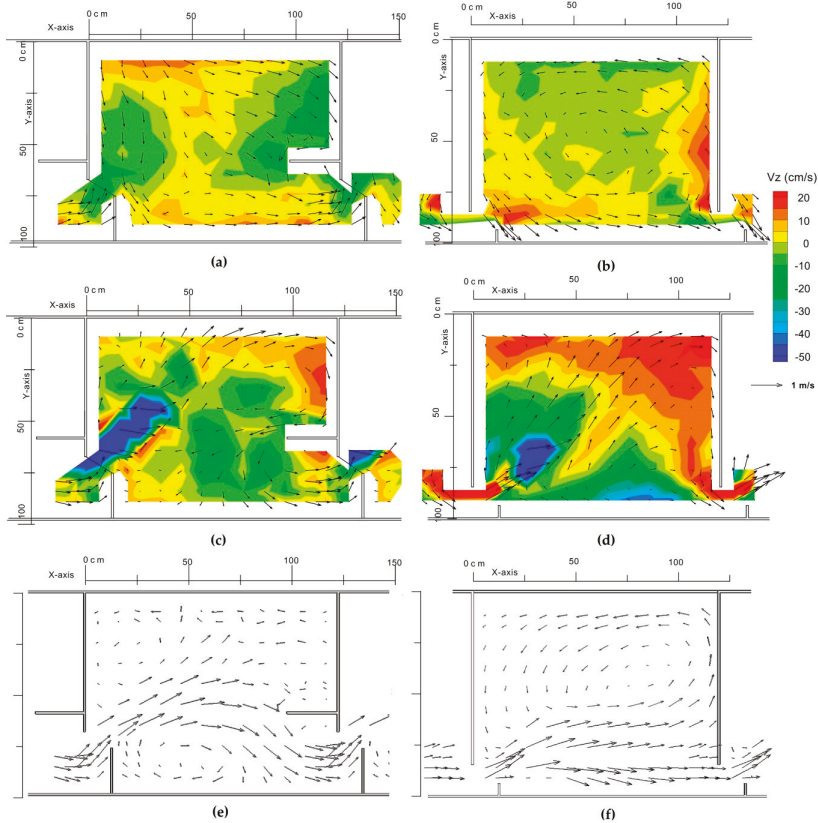 0 cm 50 100 150
X-axis
0 cm
Y-axis
50
100
(a)
0 cm 50 100
X-axis
0 cm
Y-axis
50
100
(b)
Vz (cm/s)
20
10
0
-10
-20
-30
-40
-50
1 m/s
X-axis
0 cm 50 100 150
0 cm
Y-axis
50
100
(c)
0 cm 50 100
X-axis
0 cm
Y-axis
50
100
(d)
0 cm 50 100 150
X-axis
(e)
0 cm 50 100
X-axis
(f)